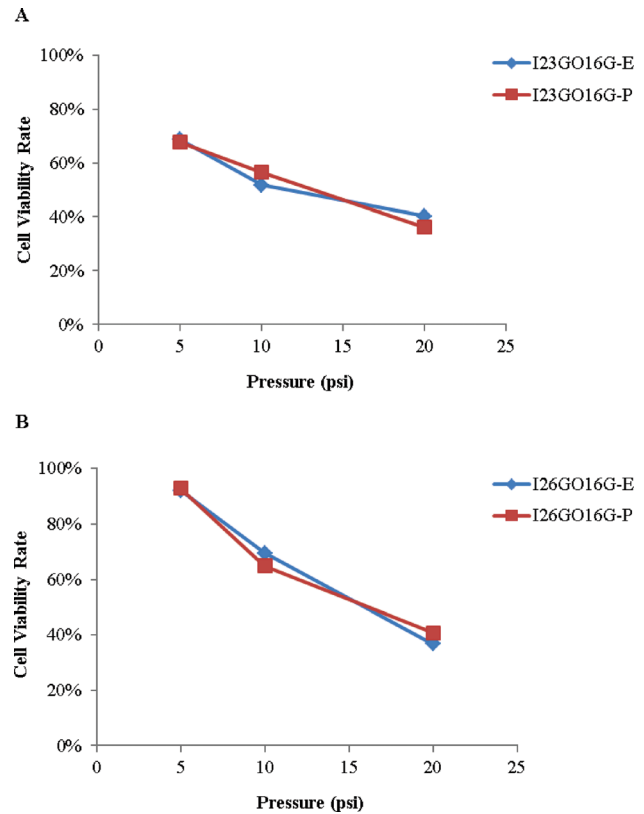 A
100%
80%
60%
40%
20%
0%
Cell Viability Rate
0 5 10 15 20 25
Pressure (psi)
I23GO16G-E
I23GO16G-P
B
100%
80%
60%
40%
20%
0%
Cell Viability Rate
0 5 10 15 20 25
Pressure (psi)
I26GO16G-E
I26GO16G-P